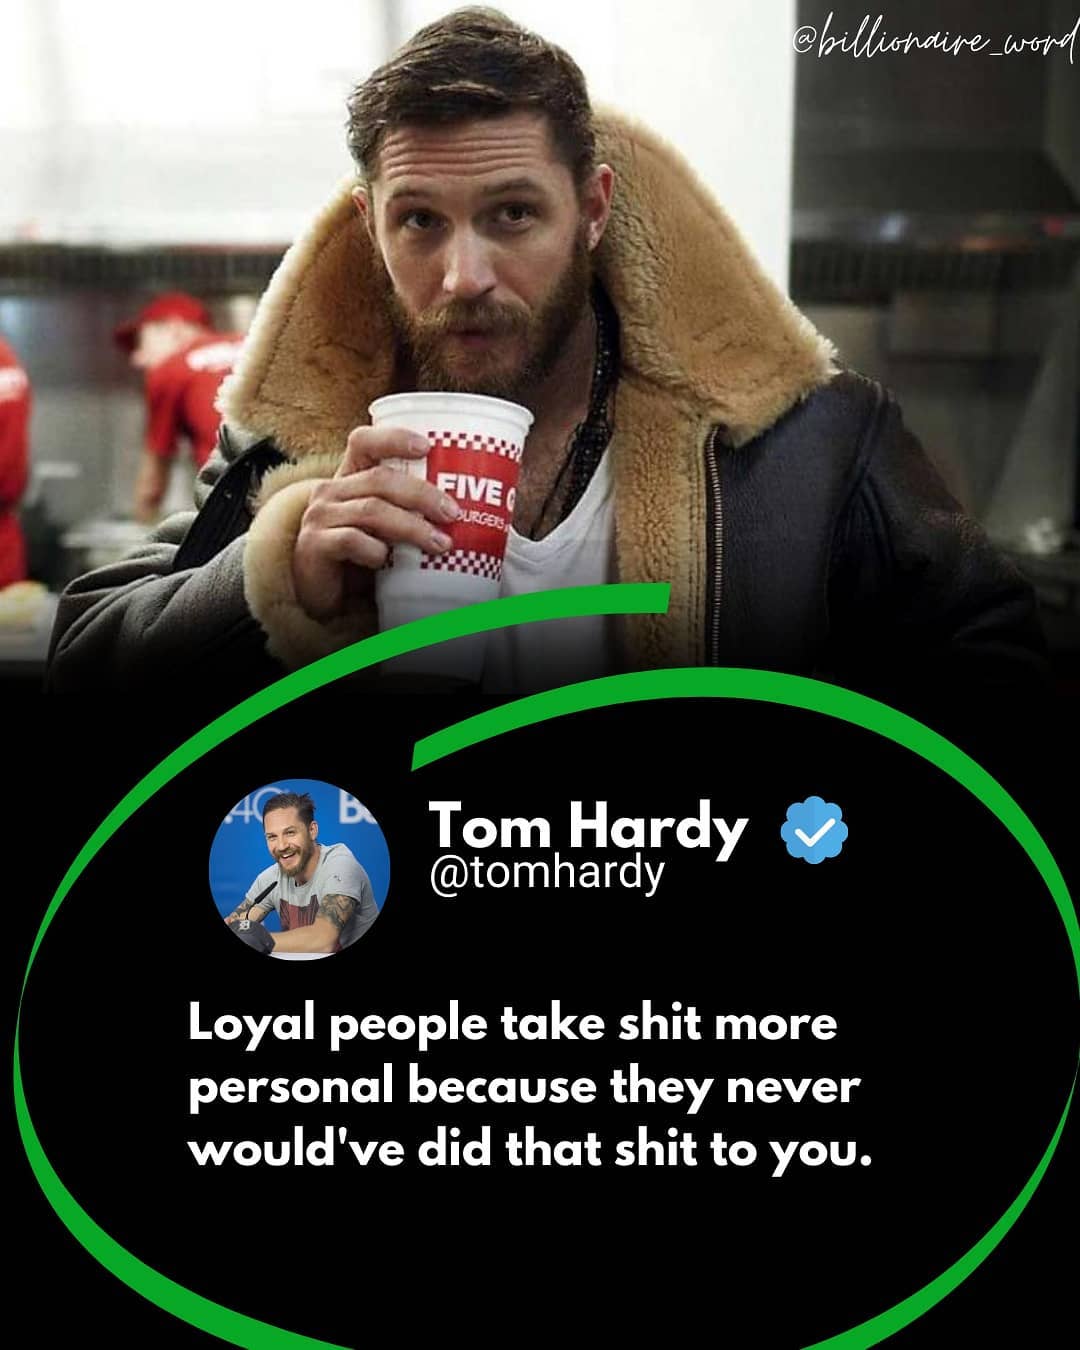 @billionaire_word
FIVE G
BURGERS
Tom Hardy
@tomhardy
Loyal people take shit more
personal because they never
would've did that shit to you.